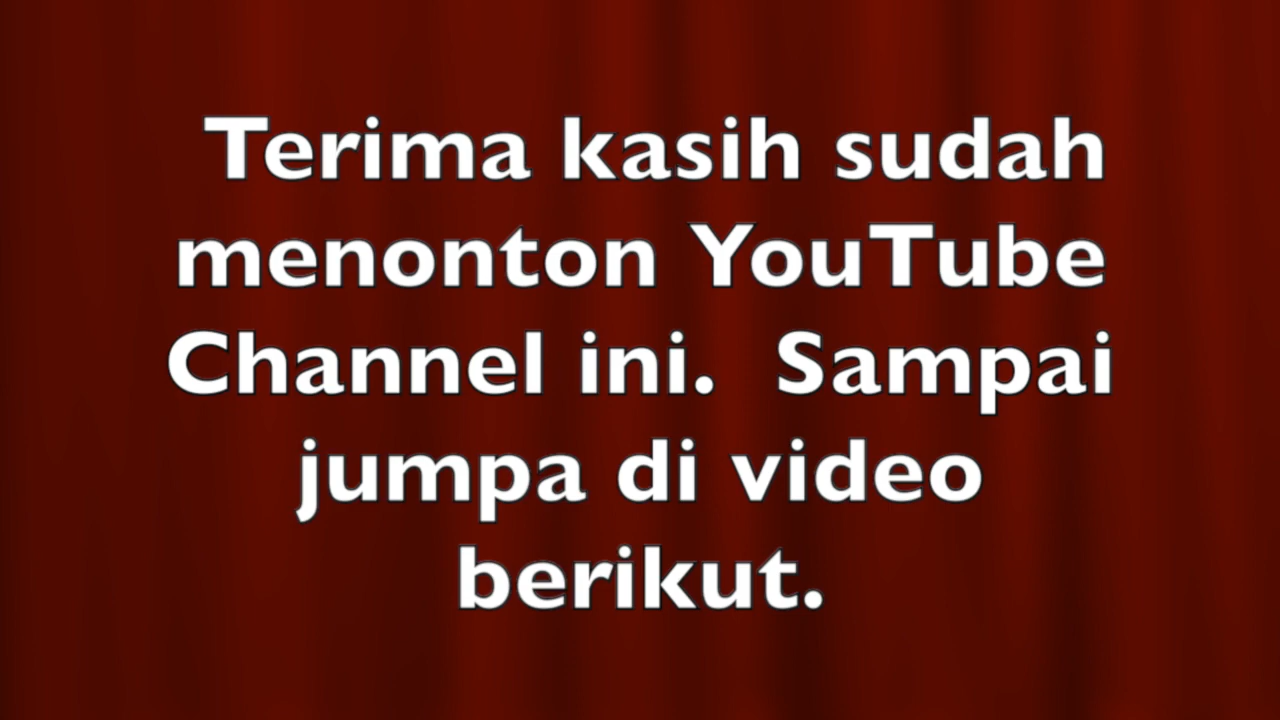 Terima kasih sudah
menonton YouTube
Channel ini.  Sampai
jumpa di video
berikut.